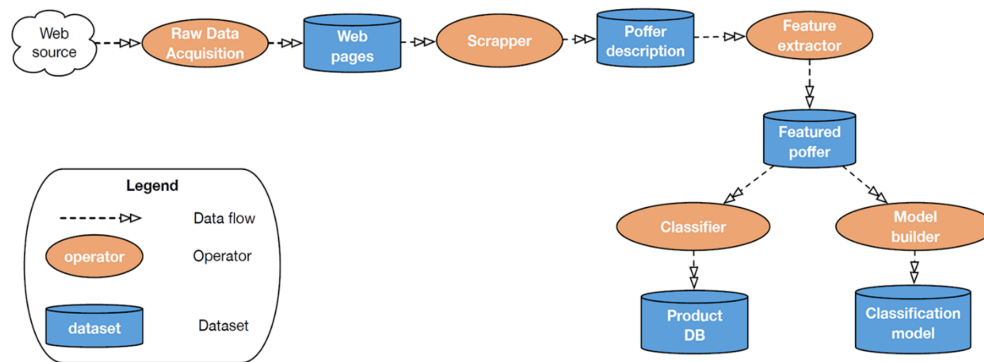 Web
source
Raw Data
Acquisition
Web
pages
Scrapper
Poffer
description
Feature
extractor
Featured
poffer
Classifier
Model
builder
Product
DB
Classification
model
Legend
Data flow
operator
Operator
dataset
Dataset